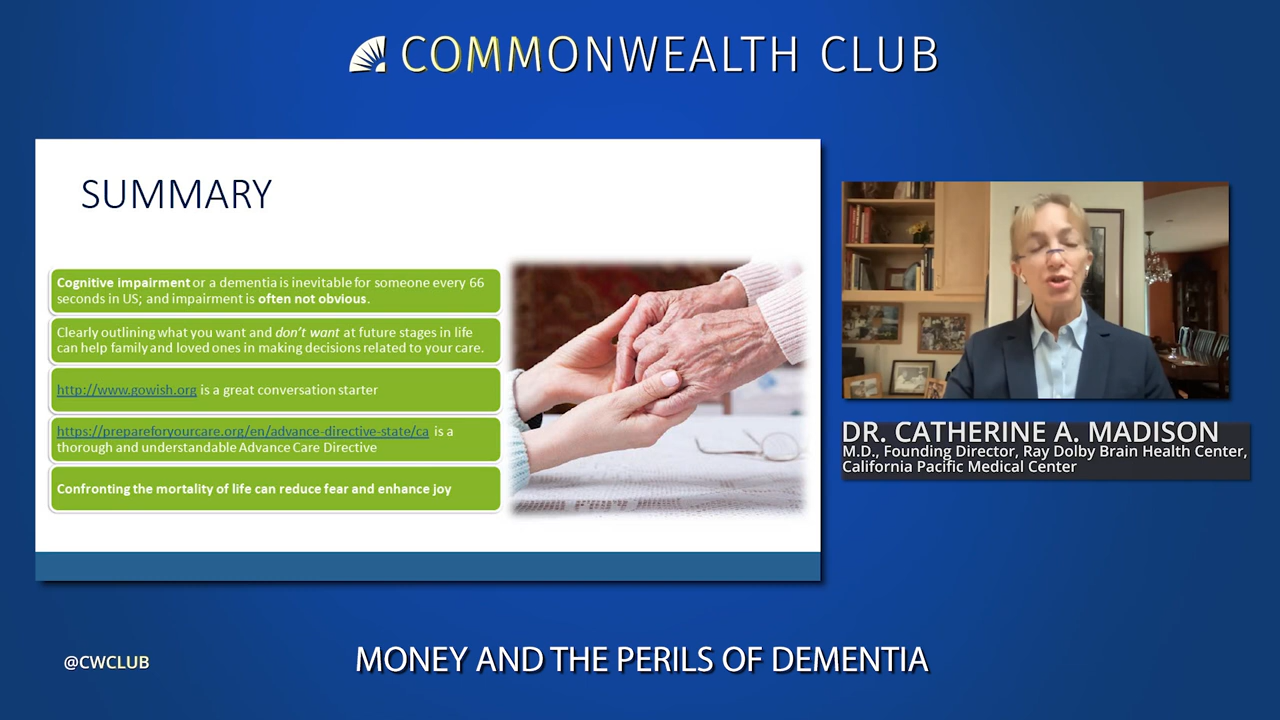 COMMONWEALTH CLUB
SUMMARY
Cognitive impairment or a dementia is inevitable for someone every 66
seconds in US; and impairment is often not obvious.
Clearly outlining what you want and don't want at future stages in life
can help family and loved ones in making decisions related to your care.
http://www.gowish.org is a great conversation starter
https://prepareforyourcare.org/en/advance-directive-state/ca is a
thorough and understandable Advance Care Directive
Confronting the mortality of life can reduce fear and enhance joy
DR. CATHERINE A. MADISON
M.D., Founding Director, Ray Dolby Brain Health Center,
California Pacific Medical Center
@CWCLUB
MONEY AND THE PERILS OF DEMENTIA